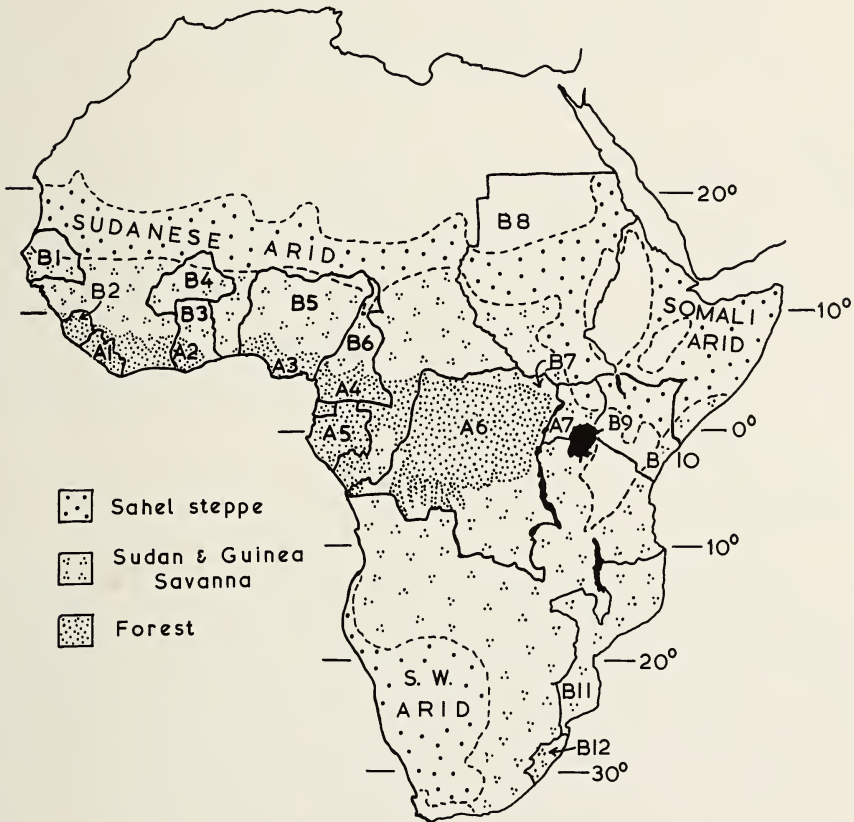 20°
B8
SUDANESE ARID
B1
B4
B2
B5
B3
SOMALI
ARID
10°
B6
A1
A2
A3
B7
A4
A5
A6
A7
B9
0°
B10
Sahel steppe
Sudan & Guinea
Savanna
Forest
10°
20°
S. W.
ARID
B11
B12
30°